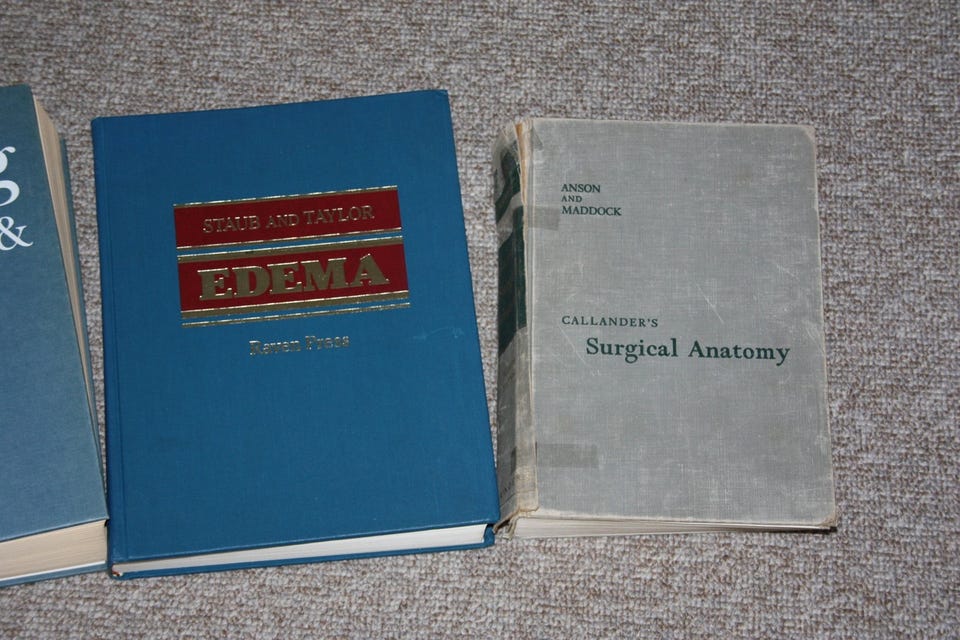 g
&
STAUB AND TAYLOR
EDEMA
Raven Press
ANSON
AND
MADDOCK
CALLANDER'S
Surgical Anatomy